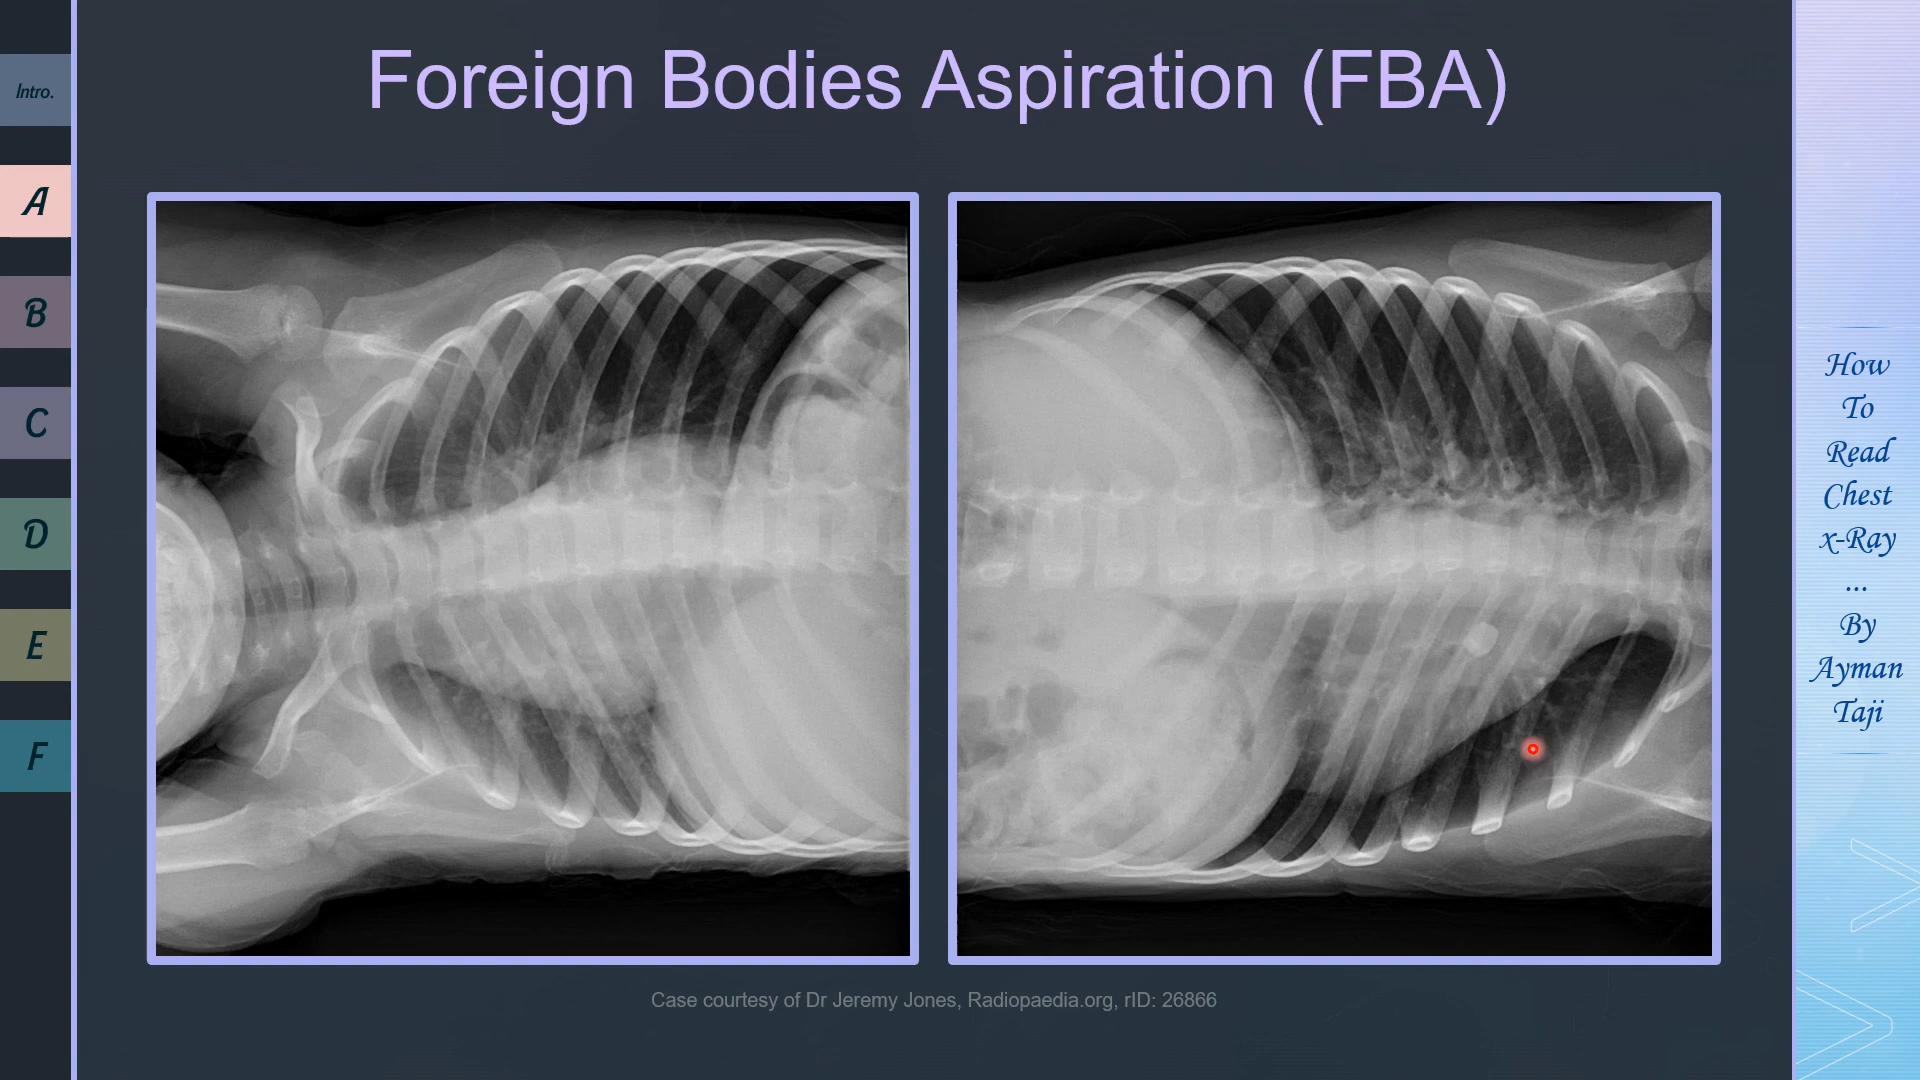 Foreign Bodies Aspiration (FBA)
Intro.
A
B
C
D
E
F
How
To
Read
Chest
x-Ray
...
By
Ayman
Taji
Case courtesy of Dr Jeremy Jones, Radiopaedia.org, rID: 26866